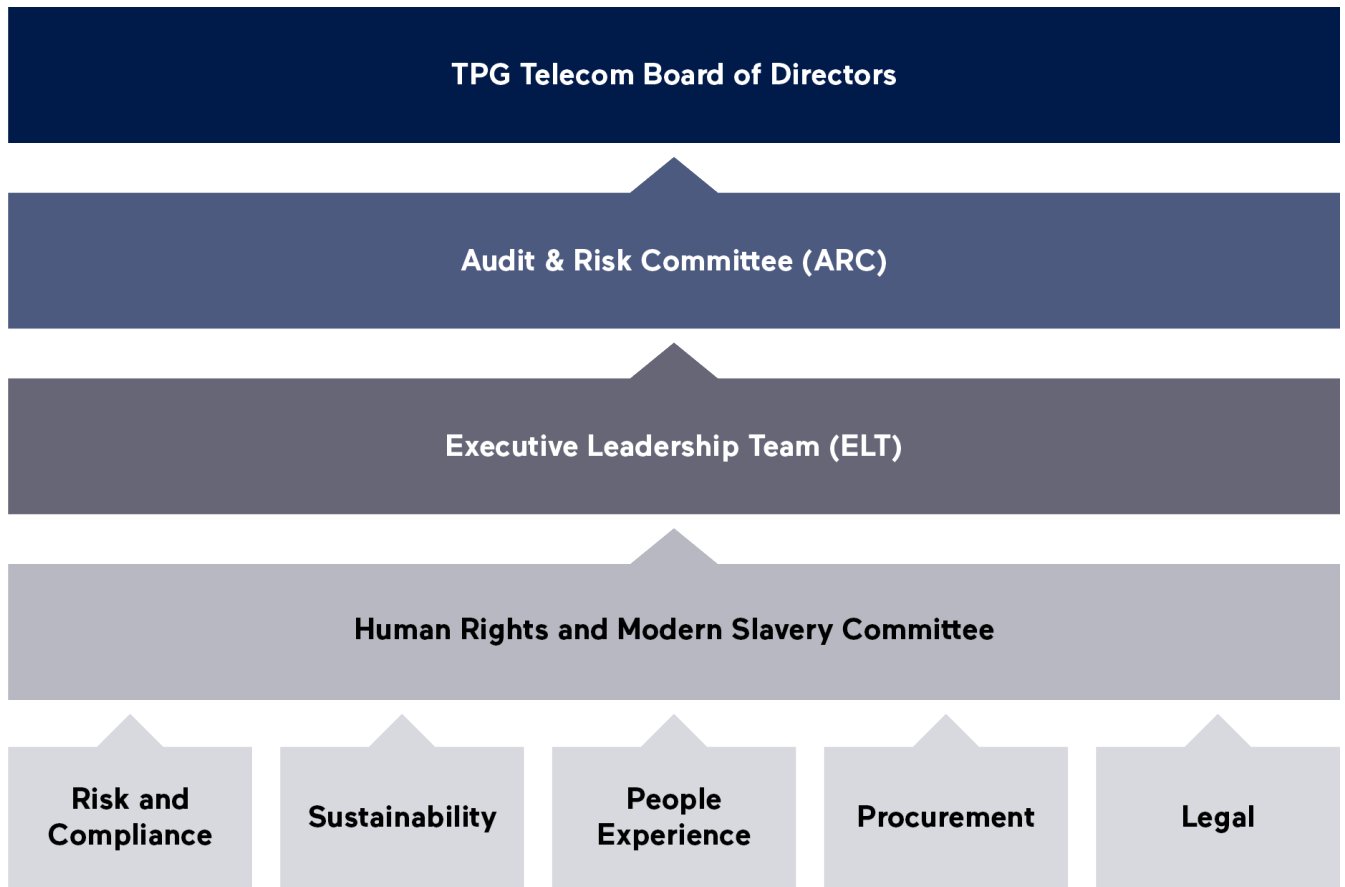 TPG Telecom Board of Directors
Audit & Risk Committee (ARC)
Executive Leadership Team (ELT)
Human Rights and Modern Slavery Committee
Risk and
Compliance
Sustainability
People
Experience
Procurement
Legal